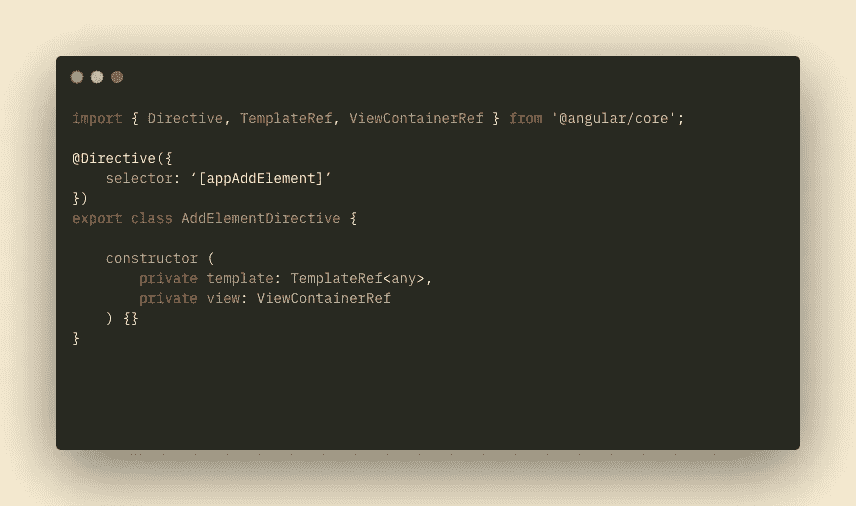 import { Directive, TemplateRef, ViewContainerRef } from '@angular/core';
@Directive({
selector: ‘[appAddElement]‘
})
export class AddElementDirective {
constructor (
private template: TemplateRef<any>,
private view: ViewContainerRef
) {}
}